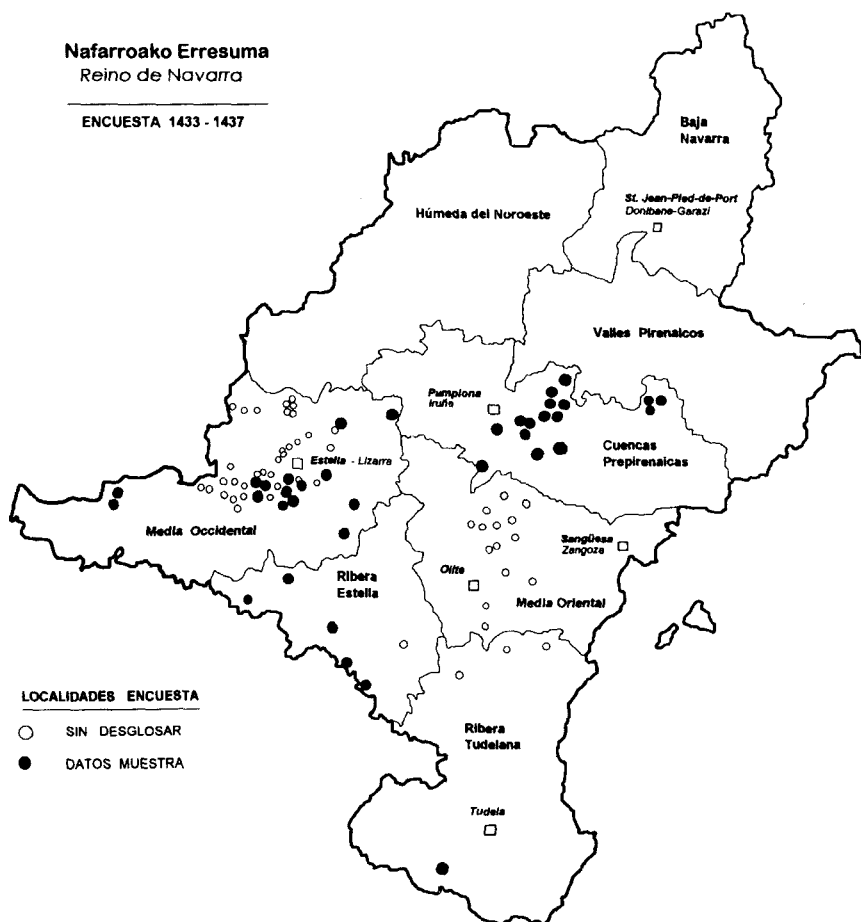 Nafarroako Erresuma
Reino de Navarra
ENCUESTA 1433 - 1437
Baja
Navarra
St. Jean-Pied-de-Port
Donibane-Garazi
Húmeda del Noroeste
Valles Pirenaicos
Pamplona
Iruñe
Cuencas
Prepirenaicas
Estella - Lizarra
Media Occidental
Sangüesa
Zangoza
Olite
Ribera
Estella
Media Oriental
LOCALIDADES ENCUESTA
SIN DESGLOSAR
DATOS MUESTRA
Ribera
Tudelana
Tudela